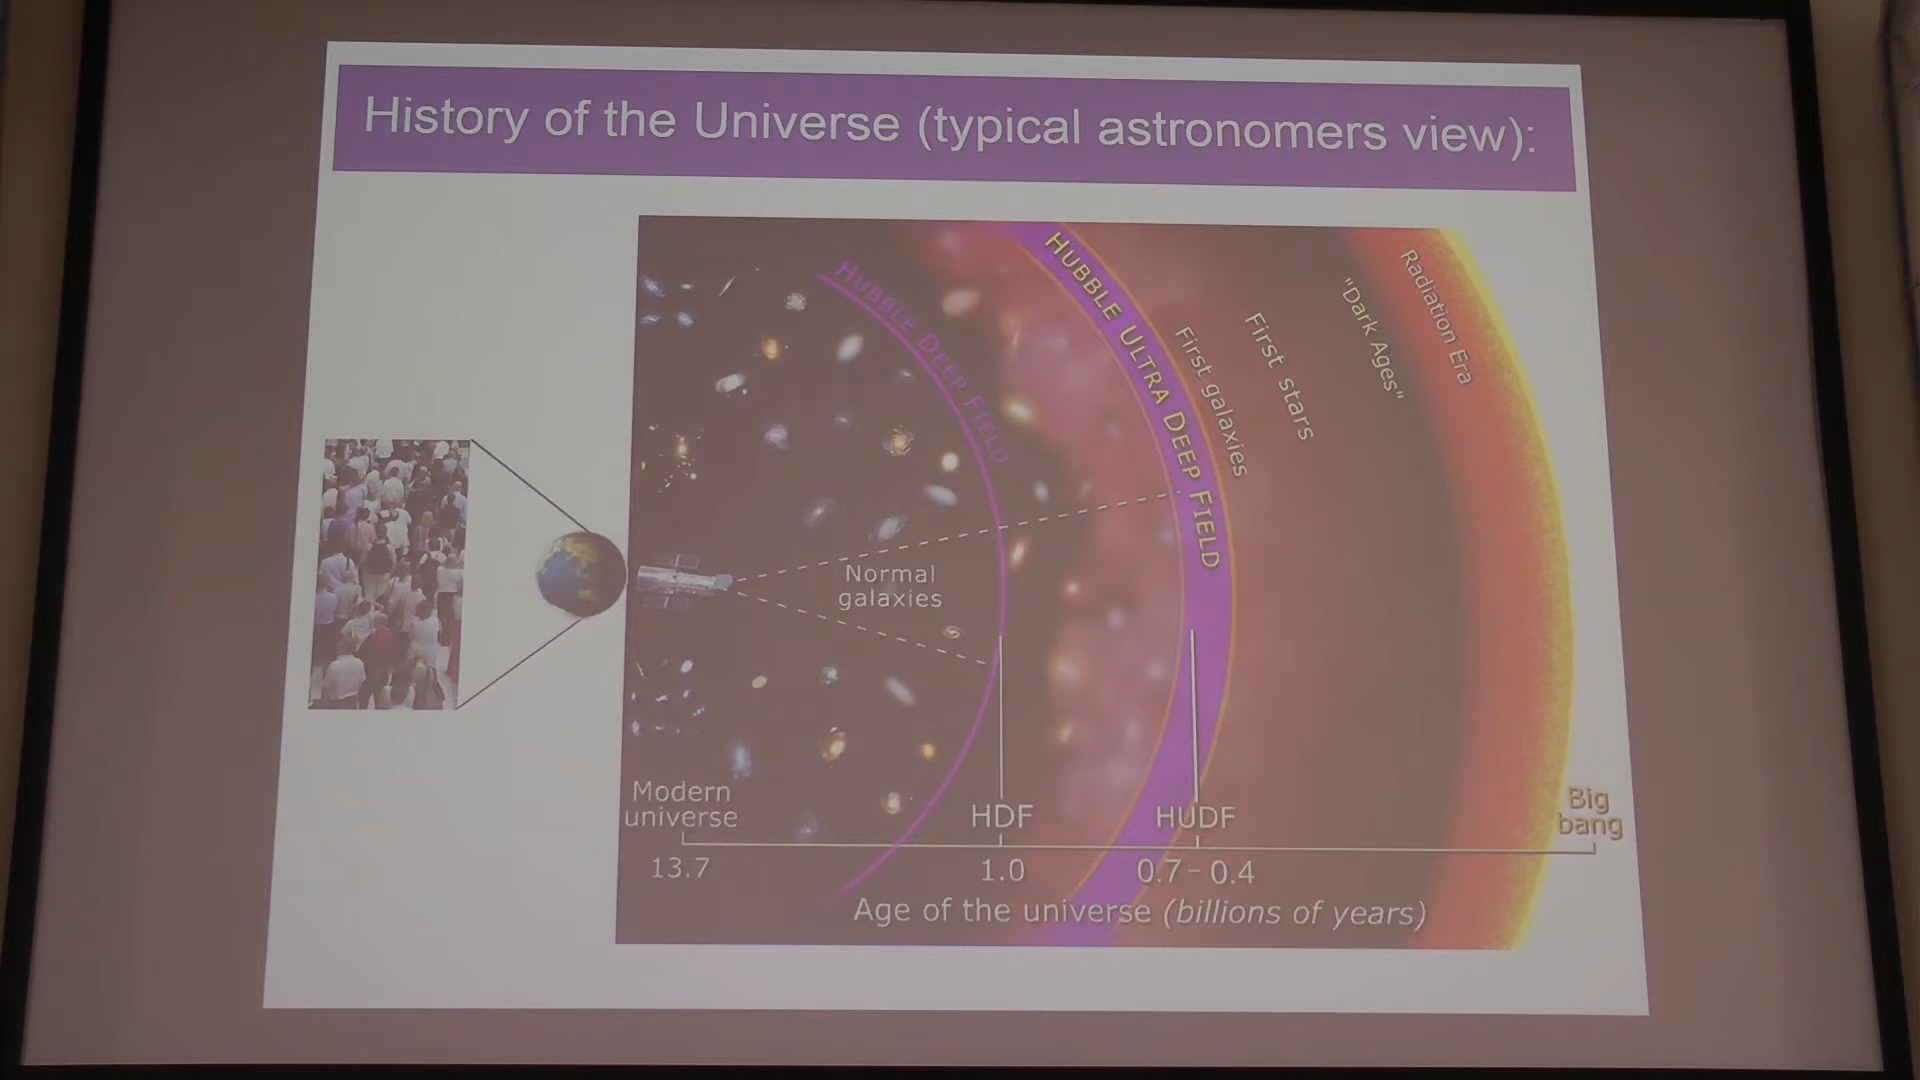 History of the Universe (typical astronomers view):
HUBBLE DEEP FIELD
HUBBLE ULTRA DEEP FIELD
First galaxies
First stars
"Dark Ages"
Radiation Era
Normal
galaxies
Modern
universe
HDF
HUDF
Big
bang
13.7
1.0
0.7 - 0.4
Age of the universe (billions of years)